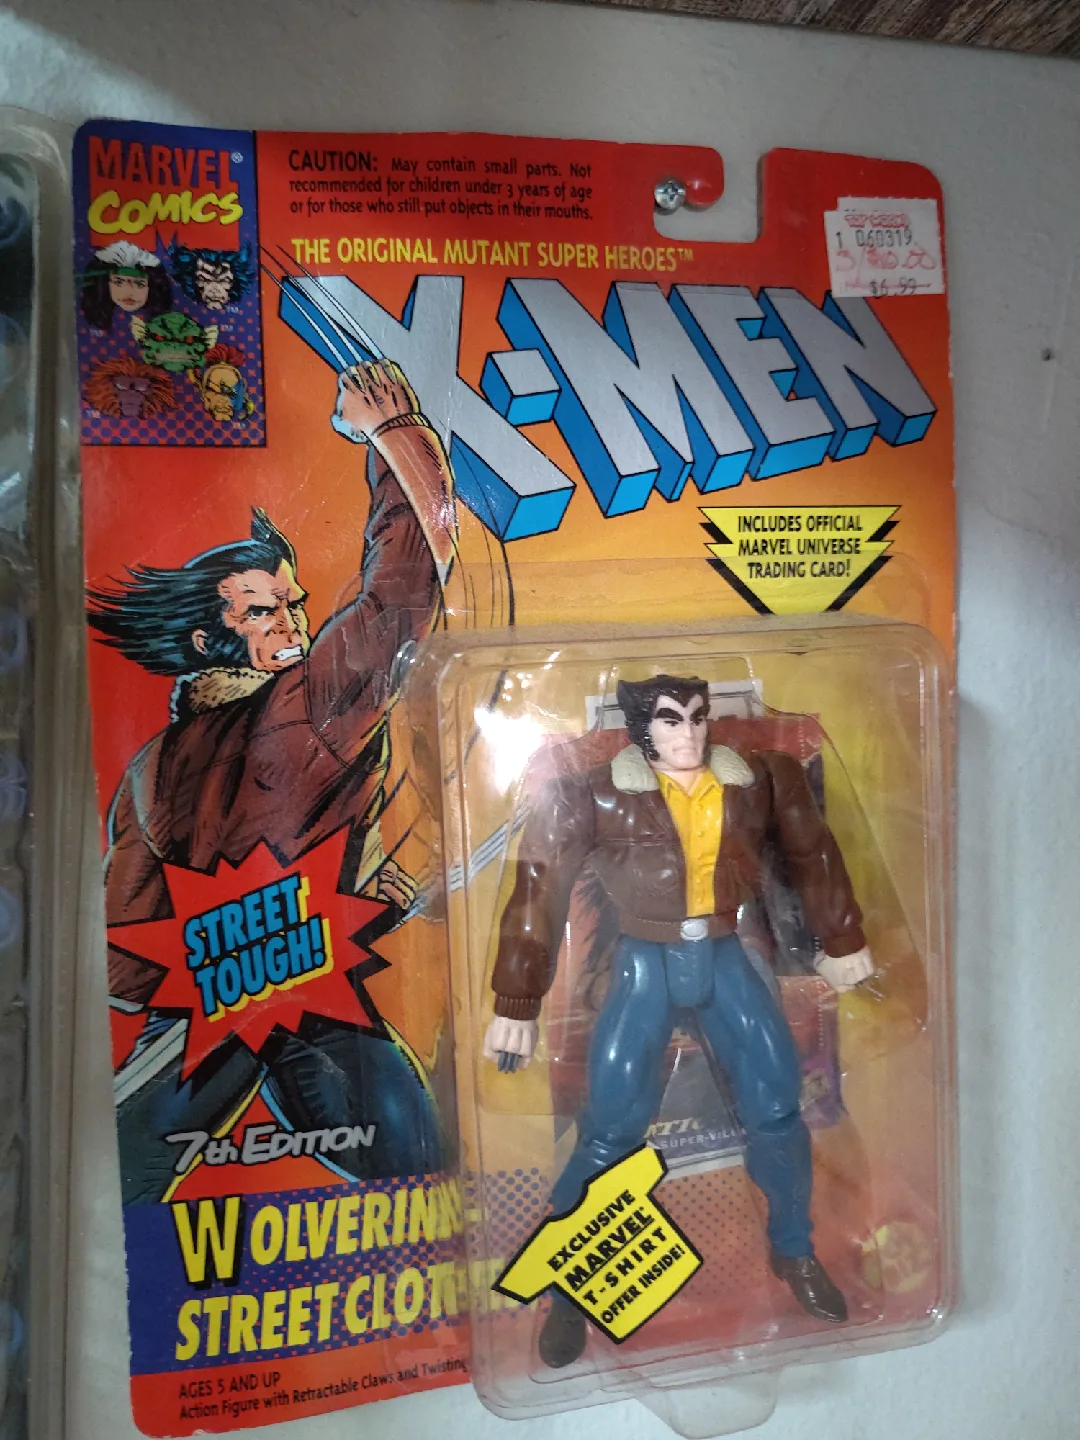 MARVEL®
COMICS
CAUTION: May contain small parts. Not
recommended for children under 3 years of age
or for those who still put objects in their mouths.
THE ORIGINAL MUTANT SUPER HEROES™
X-MEN
1 060319
$6.99
INCLUDES OFFICIAL
MARVEL UNIVERSE
TRADING CARD!
STREET
TOUGH!
7th EDITION
WOLVERINE
STREET CLOT
SUPER-VILL
EXCLUSIVE
MARVEL
T-SHIRT
OFFER INSIDE!
AGES 5 AND UP
Action Figure with Retractable Claws and Twisting